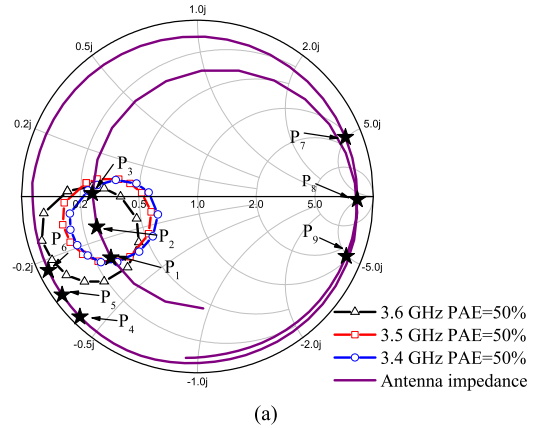 1.0j
0.5j
2.0j
0.2j
5.0j
P7
P3
P8
0.2
0.5
1.0
2.0
5.0
P2
P9
P6
P1
-0.2j
-5.0j
P5
P4
-0.5j
-2.0j
-1.0j
3.6 GHz PAE=50%
3.5 GHz PAE=50%
3.4 GHz PAE=50%
Antenna impedance
(a)